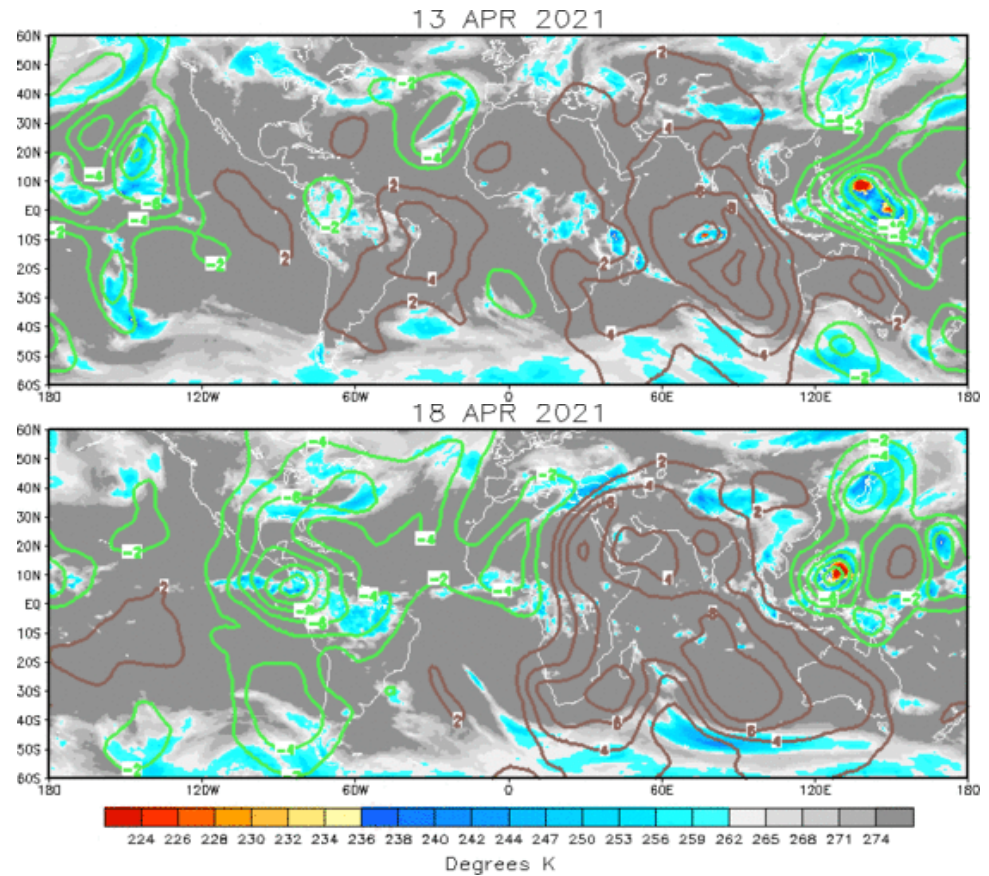 13 APR 2021
60N
50N
40N
30N
20N
10N
EQ
10S
20S
30S
40S
50S
60S
180 120W 60W 0 60E 120E 180
18 APR 2021
60N
50N
40N
30N
20N
10N
EQ
10S
20S
30S
40S
50S
60S
180 120W 60W 0 60E 120E 180
224 226 228 230 232 234 236 238 240 242 244 247 250 253 256 259 262 265 268 271 274
Degrees K